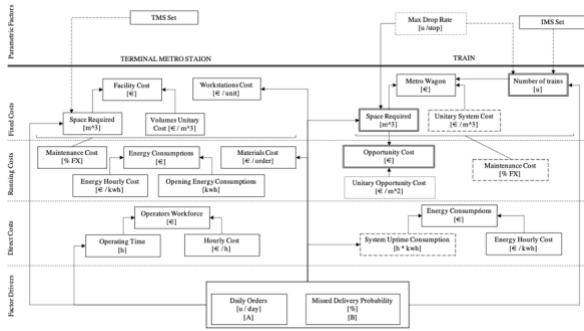 Parametric Factors
TMS Set
Max Drop Rate
[u /stop]
IMS Set
TERMINAL METRO STAION
TRAIN
Fixed Costs
Facility Cost
[€]
Workstations Cost
[€ / unit]
Metro Wagon
[€]
Number of trains
[u]
Space Required
[m^3]
Volumes Unitary
Cost [€ / m^3]
Space Required
[m^3]
Unitary System Cost
[€ / m^3]
Running Costs
Maintenance Cost
[% FX]
Energy Consumptions
[€]
Materials Cost
[€ / order]
Opportunity Cost
[€]
Maintenance Cost
[% FX]
Energy Hourly Cost
[€ / kwh]
Opening Energy Consumptions
[kwh]
Unitary Opportunity Cost
[€ / m^2]
Direct Costs
Operators Workforce
[€]
Energy Consumptions
[€]
Operating Time
[h]
Hourly Cost
[€ / h]
System Uptime Consumption
[h * kwh]
Energy Hourly Cost
[€ / kwh]
Factor Drivers
Daily Orders
[u / day]
[A]
Missed Delivery Probability
[%]
[B]